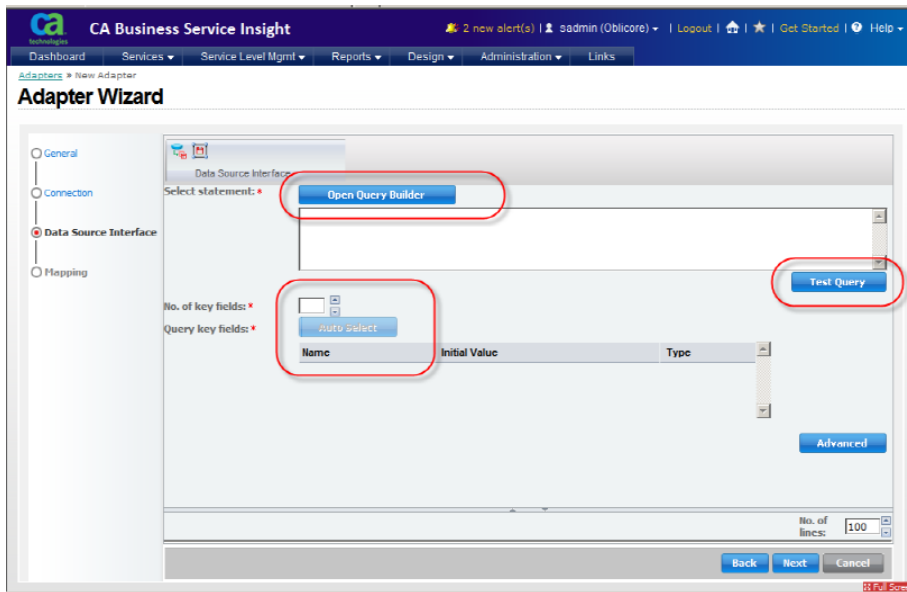 ca
technologies
CA Business Service Insight
2 new alert(s) | sadmin (Oblicore) | Logout | | | Get Started | Help
Dashboard Services Service Level Mgmt Reports Design Administration Links
Adapters » New Adapter
Adapter Wizard
General
Connection
Data Source Interface
Mapping
Data Source Interface
Select statement: *
Open Query Builder
Test Query
No. of key fields: *
Query key fields: *
Auto Select
Name Initial Value Type
Advanced
No. of
lines: 100
Back Next Cancel
Full Scre